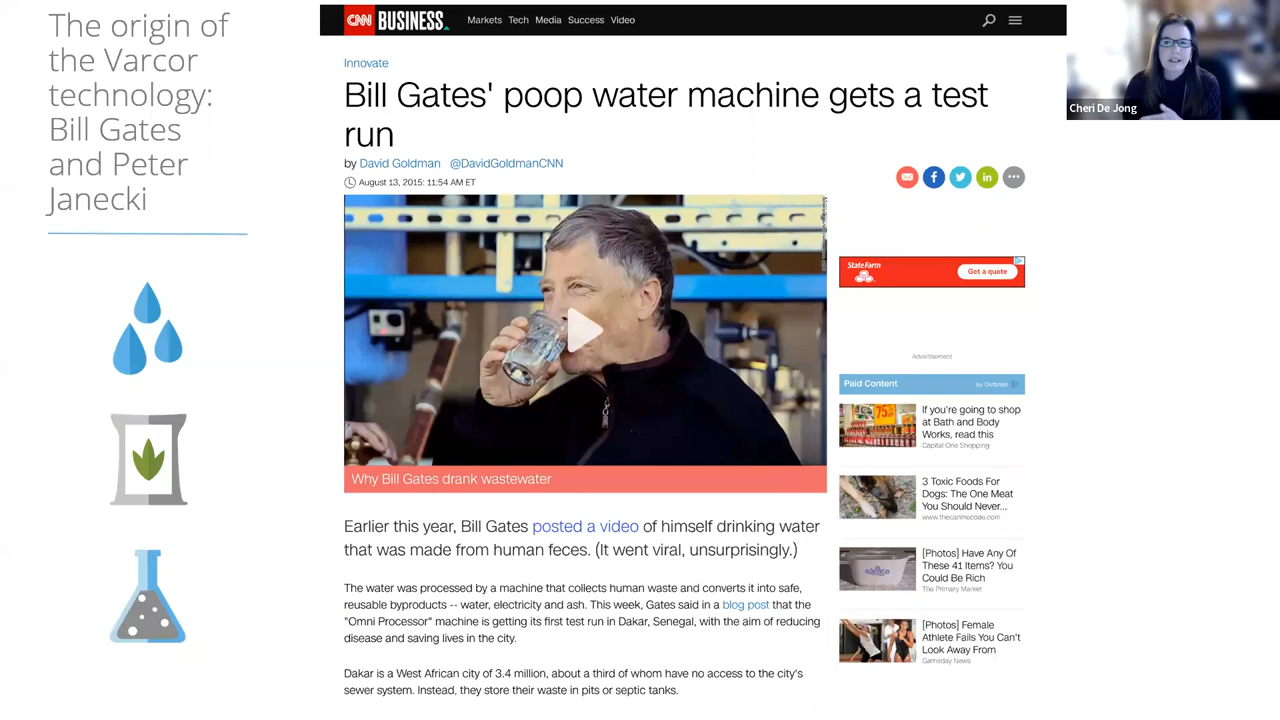 The origin of
the Varcor
technology:
Bill Gates
and Peter
Janecki
CNN BUSINESS
Markets Tech Media Success Video
Innovate
Bill Gates' poop water machine gets a test
run
by David Goldman @DavidGoldmanCNN
August 13, 2015: 11:54 AM ET
Why Bill Gates drank wastewater
Earlier this year, Bill Gates posted a video of himself drinking water
that was made from human feces. (It went viral, unsurprisingly.)
The water was processed by a machine that collects human waste and converts it into safe,
reusable byproducts -- water, electricity and ash. This week, Gates said in a blog post that the
"Omni Processor" machine is getting its first test run in Dakar, Senegal, with the aim of reducing
disease and saving lives in the city.
Dakar is a West African city of 3.4 million, about a third of whom have no access to the city's
sewer system. Instead, they store their waste in pits or septic tanks.
f
in
StateFarm
Get a quote
Advertisement
Paid Content
by Outbrain
75%
If you're going to shop
at Bath and Body
Works, read this
Capital One Shopping
3 Toxic Foods For
Dogs: The One Meat
You Should Never...
www.thecaninecode.com
[Photos] Have Any Of
These 41 Items? You
Could Be Rich
The Primary Market
[Photos] Female
Athlete Fails You Can't
Look Away From
Gameday News
Cheri De Jong